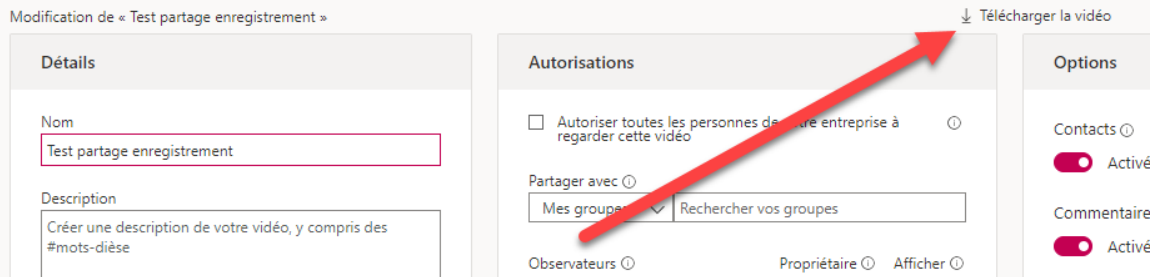 Modification de « Test partage enregistrement »
Télécharger la vidéo
Détails
Autorisations
Options
Nom
Autoriser toutes les personnes de entreprise à
regarder cette vidéo
Contacts
Test partage enregistrement
Activé
Partager avec
Description
Mes groupes
Rechercher vos groupes
Commentaire
Créer une description de votre vidéo, y compris des
#mots-dièse
Activé
Observateurs
Propriétaire
Afficher